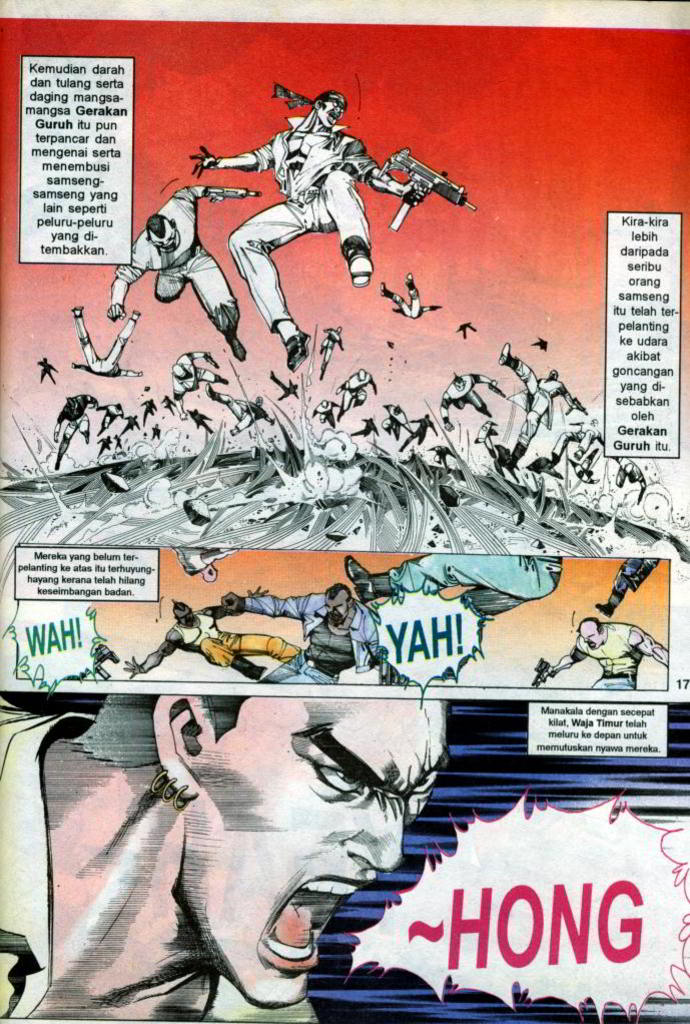 Kemudian darah
dan tulang serta
daging mangsa-
mangsa Gerakan
Guruh itu pun
terpancar dan
mengenai serta
menembusi
samseng-
samseng yang
lain seperti
peluru-peluru
yang di-
tembakkan.
Kira-kira
lebih
daripada
seribu
orang
samseng
itu telah ter-
pelanting
ke udara
akibat
goncangan
yang di-
sebabkan
oleh
Gerakan
Guruh itu.
Mereka yang belum ter-
pelanting ke atas itu terhuyung-
hayang kerana telah hilang
keseimbangan badan.
WAH!
YAH!
17
Manakala dengan secepat
kilat, Waja Timur telah
meluru ke depan untuk
memutuskan nyawa mereka.
~HONG